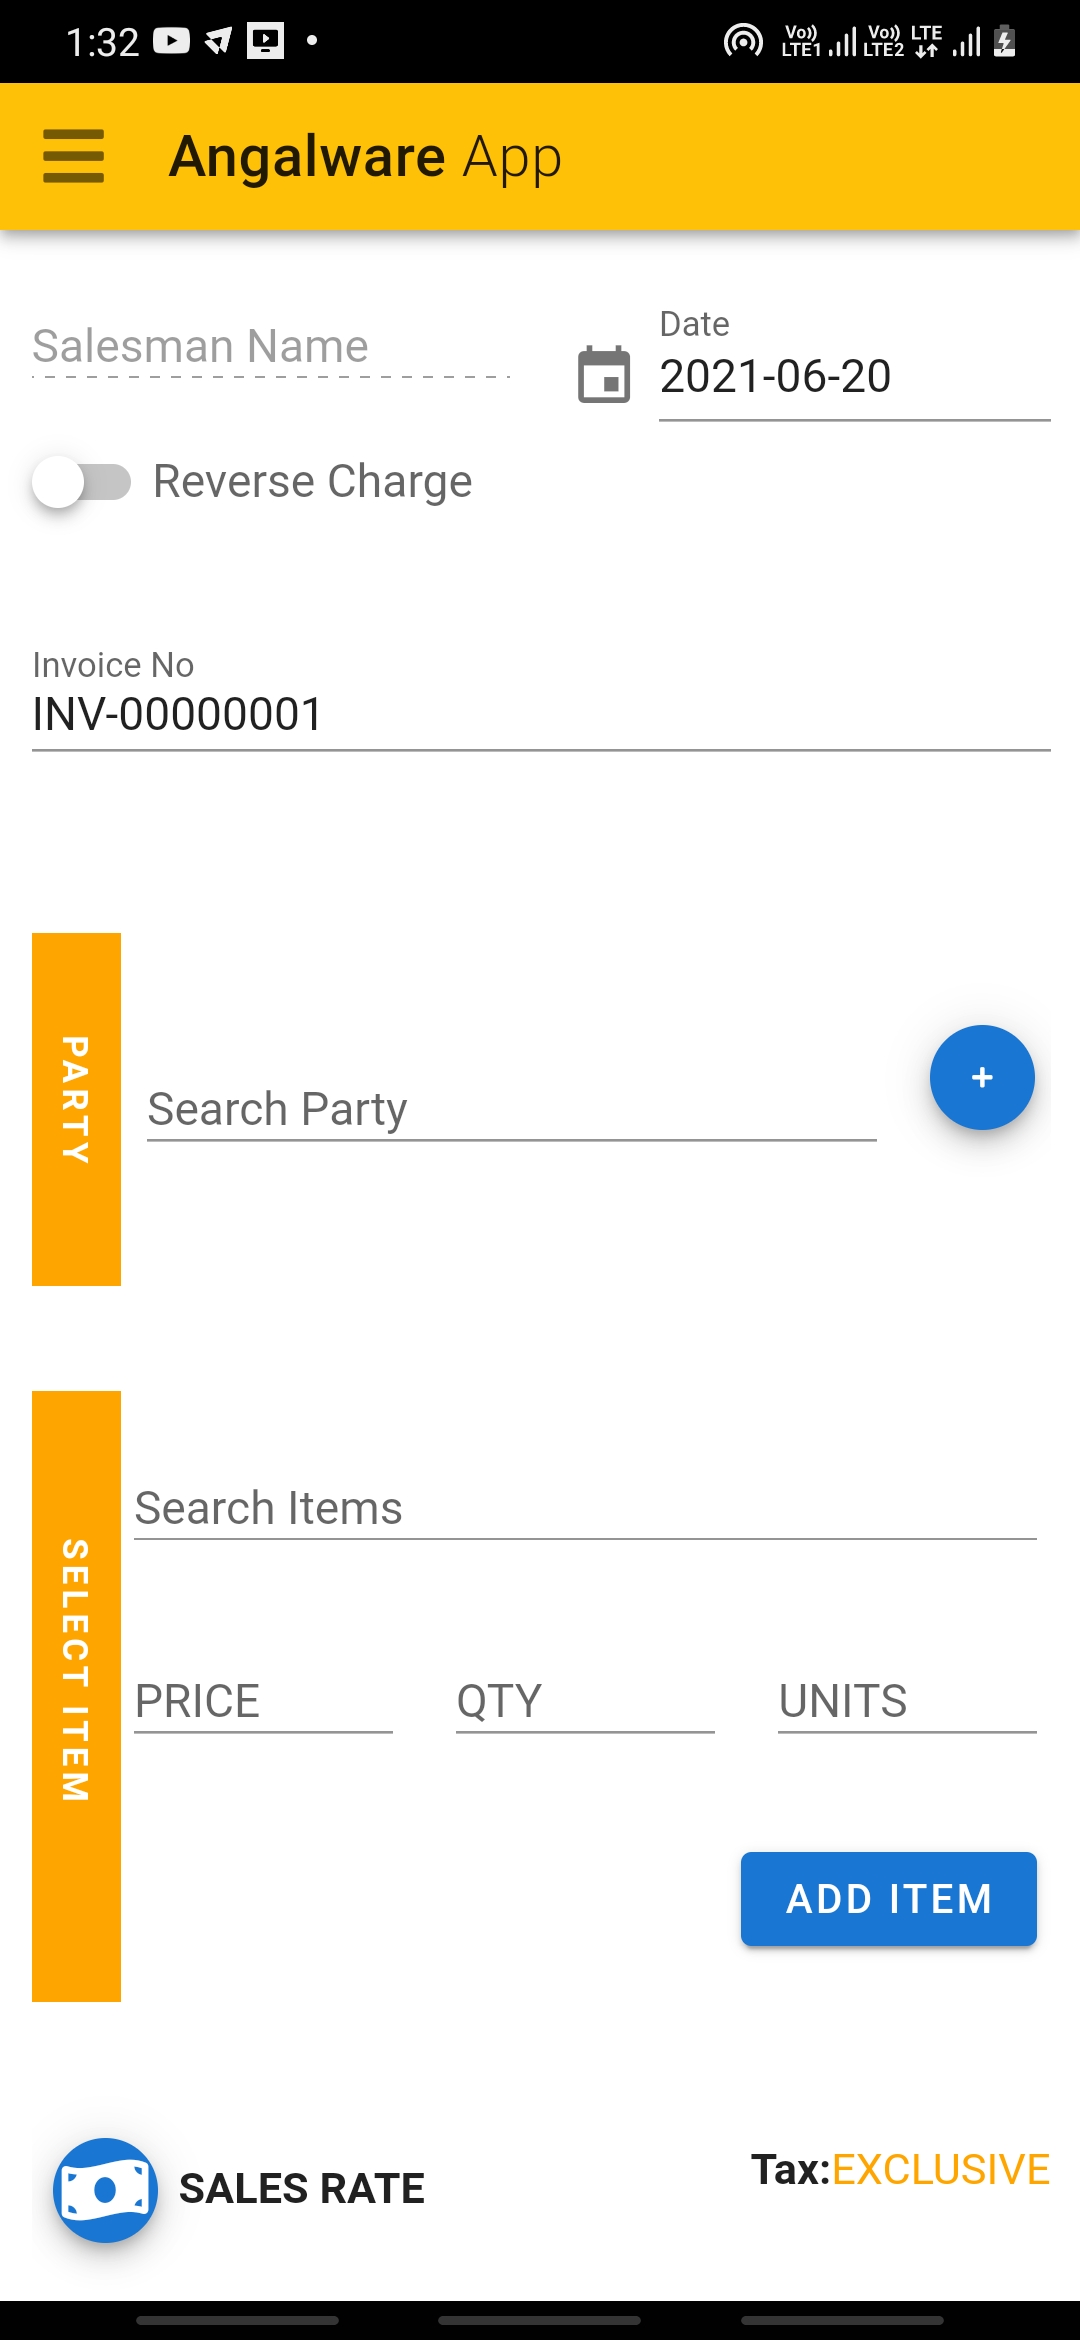 1:32
Vo)) LTE1 Vo)) LTE2 LTE
Angalware App
Salesman Name
Date
2021-06-20
Reverse Charge
Invoice No
INV-00000001
PARTY
Search Party
+
SELECT ITEM
Search Items
PRICE QTY UNITS
ADD ITEM
SALES RATE
Tax:EXCLUSIVE